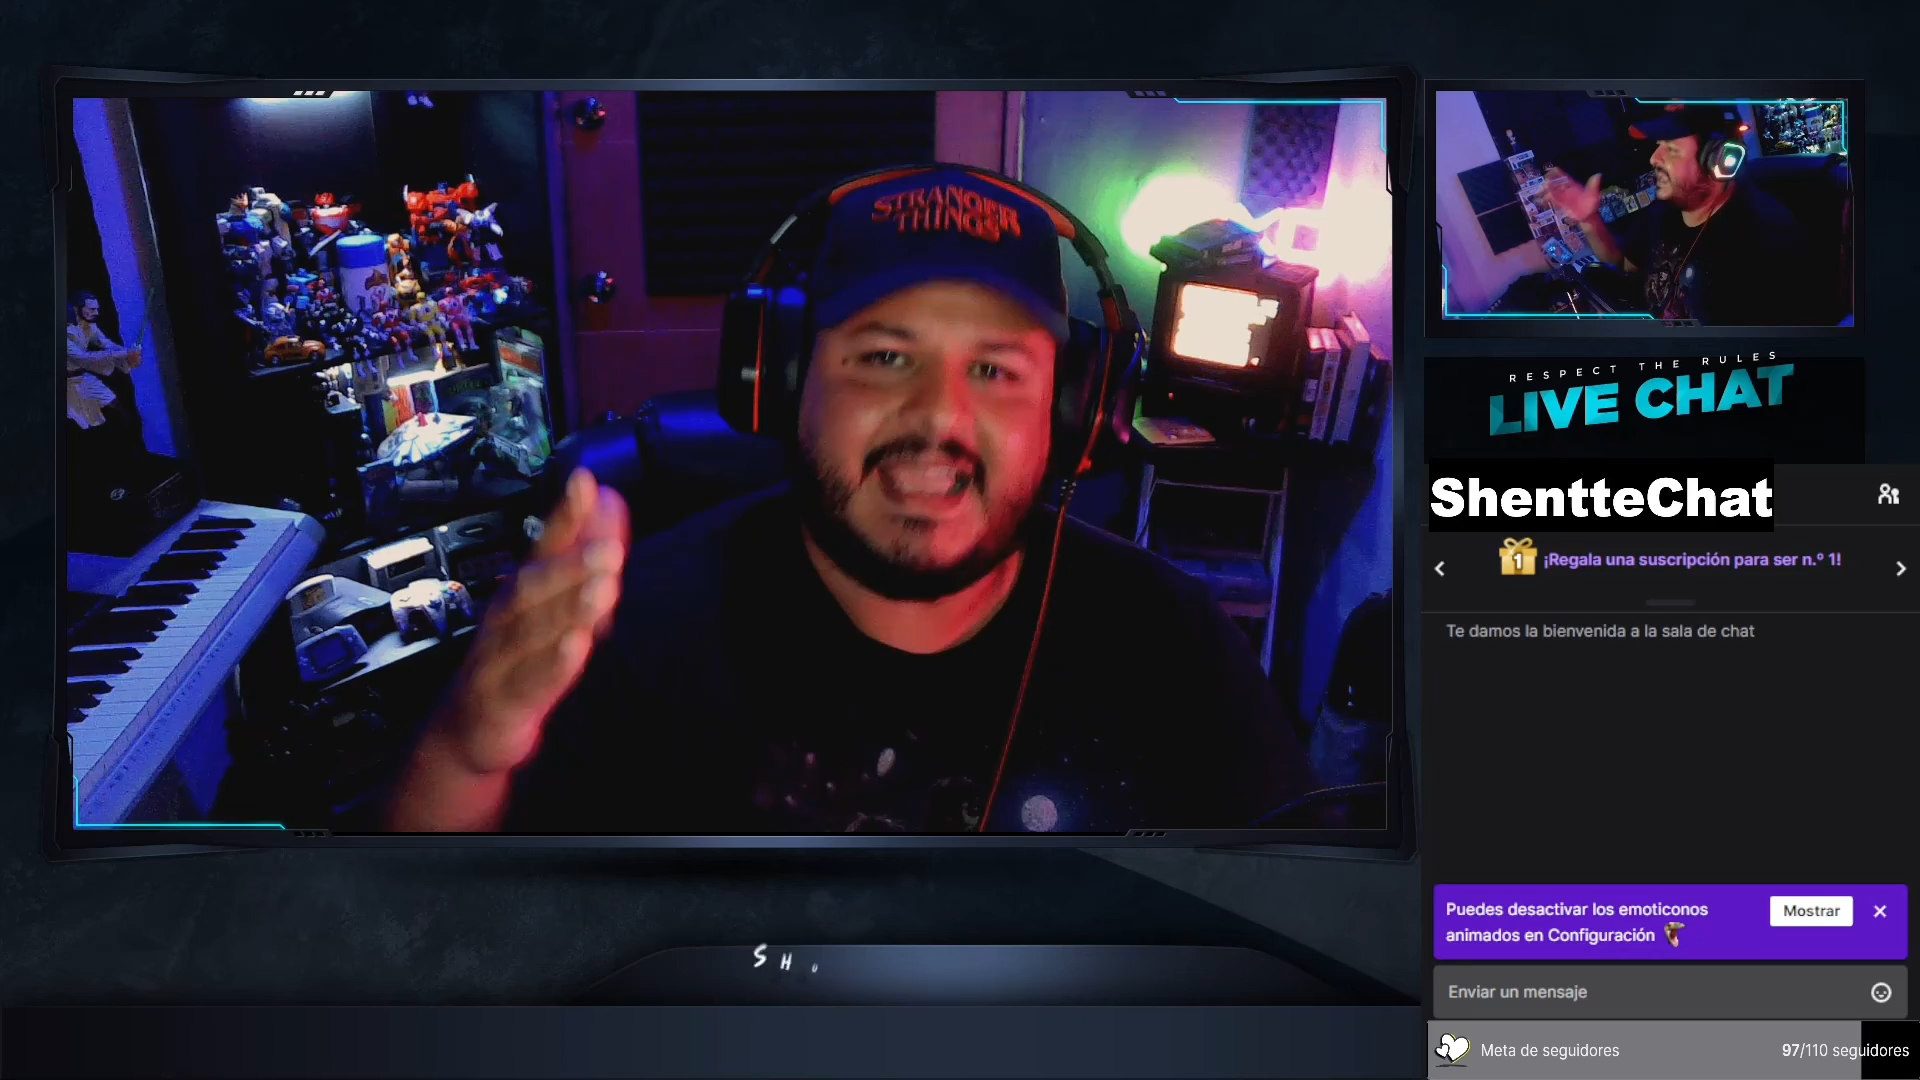 STRANGER
THINGS
RESPECT THE RULES
LIVE CHAT
ShentteChat
1
¡Regala una suscripción para ser n.º 1!
Te damos la bienvenida a la sala de chat
Puedes desactivar los emoticonos
animados en Configuración
Mostrar
Enviar un mensaje
Meta de seguidores
97/110 seguidores
S H